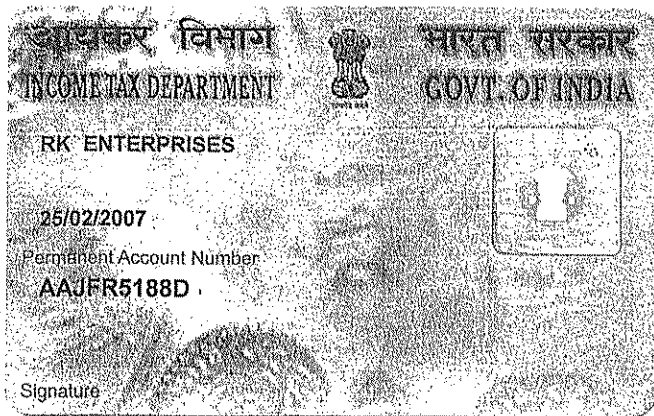 आयकर विभाग
INCOME TAX DEPARTMENT
भारत सरकार
GOVT. OF INDIA
RK ENTERPRISES
25/02/2007
Permanent Account Number
AAJFR5188D
Signature